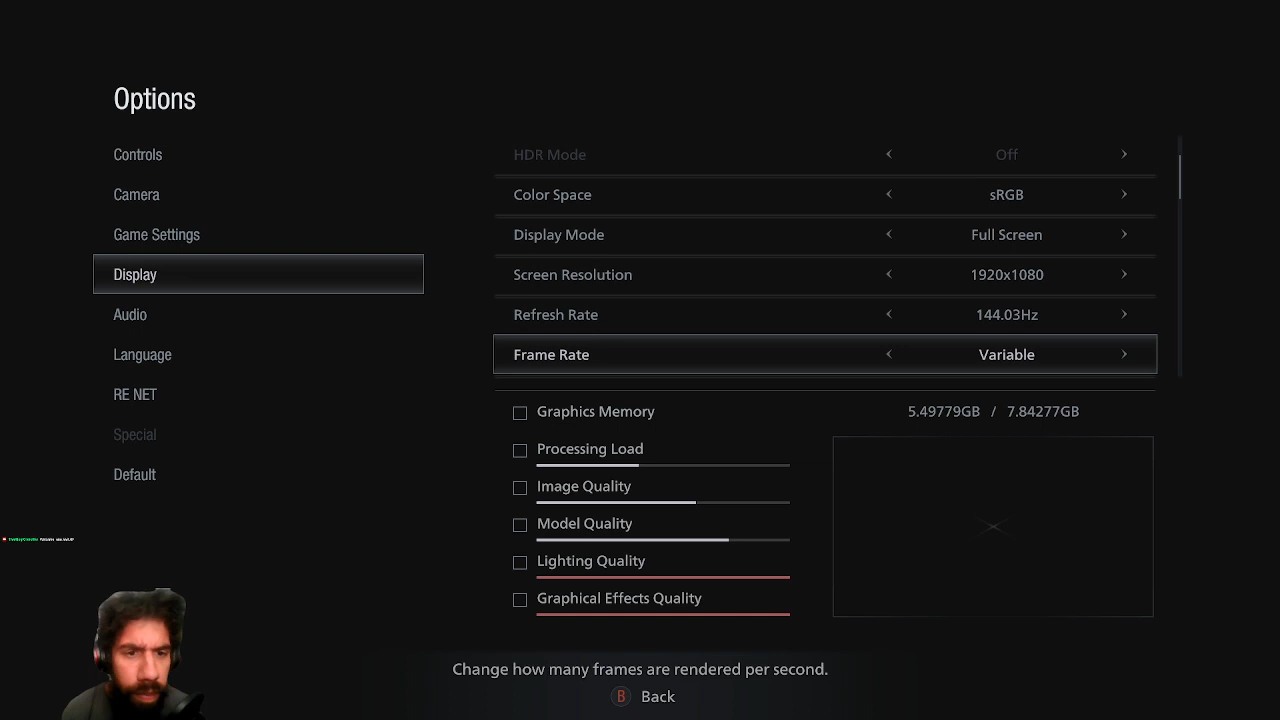 Options
Controls
Camera
Game Settings
Display
Audio
Language
RE NET
Special
Default
HDR Mode Off
Color Space sRGB
Display Mode Full Screen
Screen Resolution 1920x1080
Refresh Rate 144.03Hz
Frame Rate Variable
Graphics Memory 5.49779GB / 7.84277GB
Processing Load
Image Quality
Model Quality
Lighting Quality
Graphical Effects Quality
Change how many frames are rendered per second.
B Back